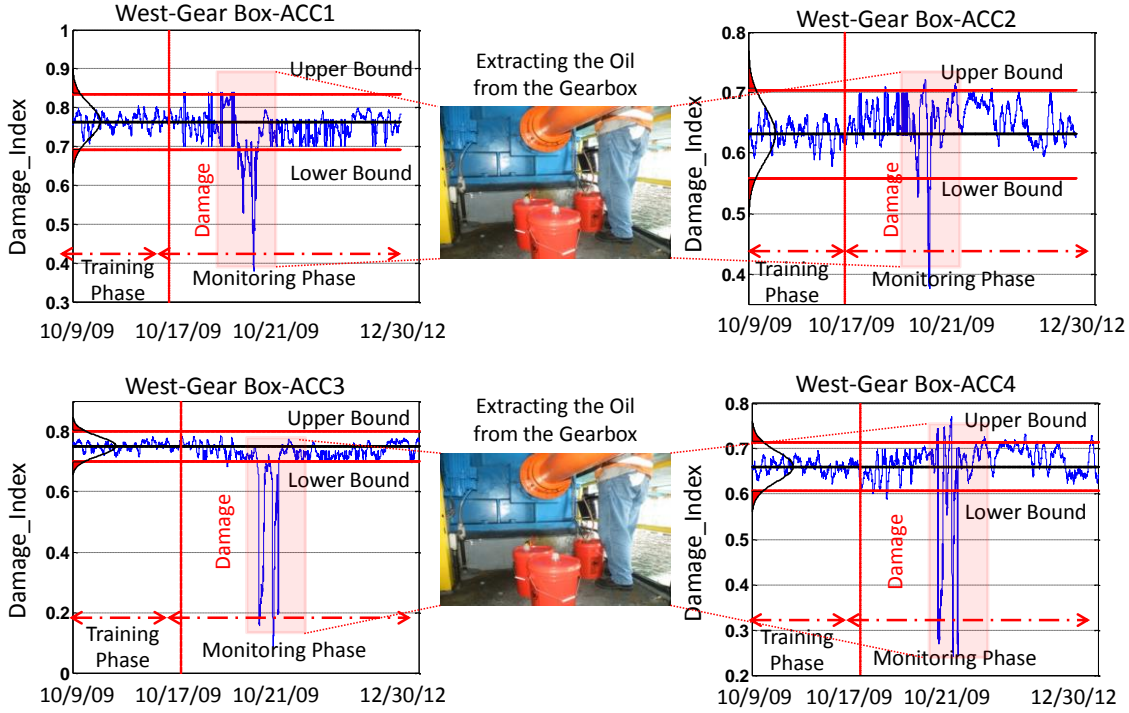 West-Gear Box-ACC1
1
0.9
0.8
0.7
0.6
0.5
0.4
0.3
Damage_Index
Upper Bound
Lower Bound
Damage
Training
Phase
Monitoring Phase
10/9/09
10/17/09
10/21/09
12/30/12
Extracting the Oil
from the Gearbox
West-Gear Box-ACC2
0.8
0.7
0.6
0.5
0.4
Damage_Index
Upper Bound
Lower Bound
Damage
Training
Phase
Monitoring Phase
10/9/09
10/17/09
10/21/09
12/30/12
West-Gear Box-ACC3
0.8
0.6
0.4
0.2
0
Damage_Index
Upper Bound
Lower Bound
Damage
Training
Phase
Monitoring Phase
10/9/09
10/17/09
10/21/09
12/30/12
Extracting the Oil
from the Gearbox
West-Gear Box-ACC4
0.8
0.7
0.6
0.5
0.4
0.3
0.2
Damage_Index
Upper Bound
Lower Bound
Damage
Training
Phase
Monitoring Phase
10/9/09
10/17/09
10/21/09
12/30/12